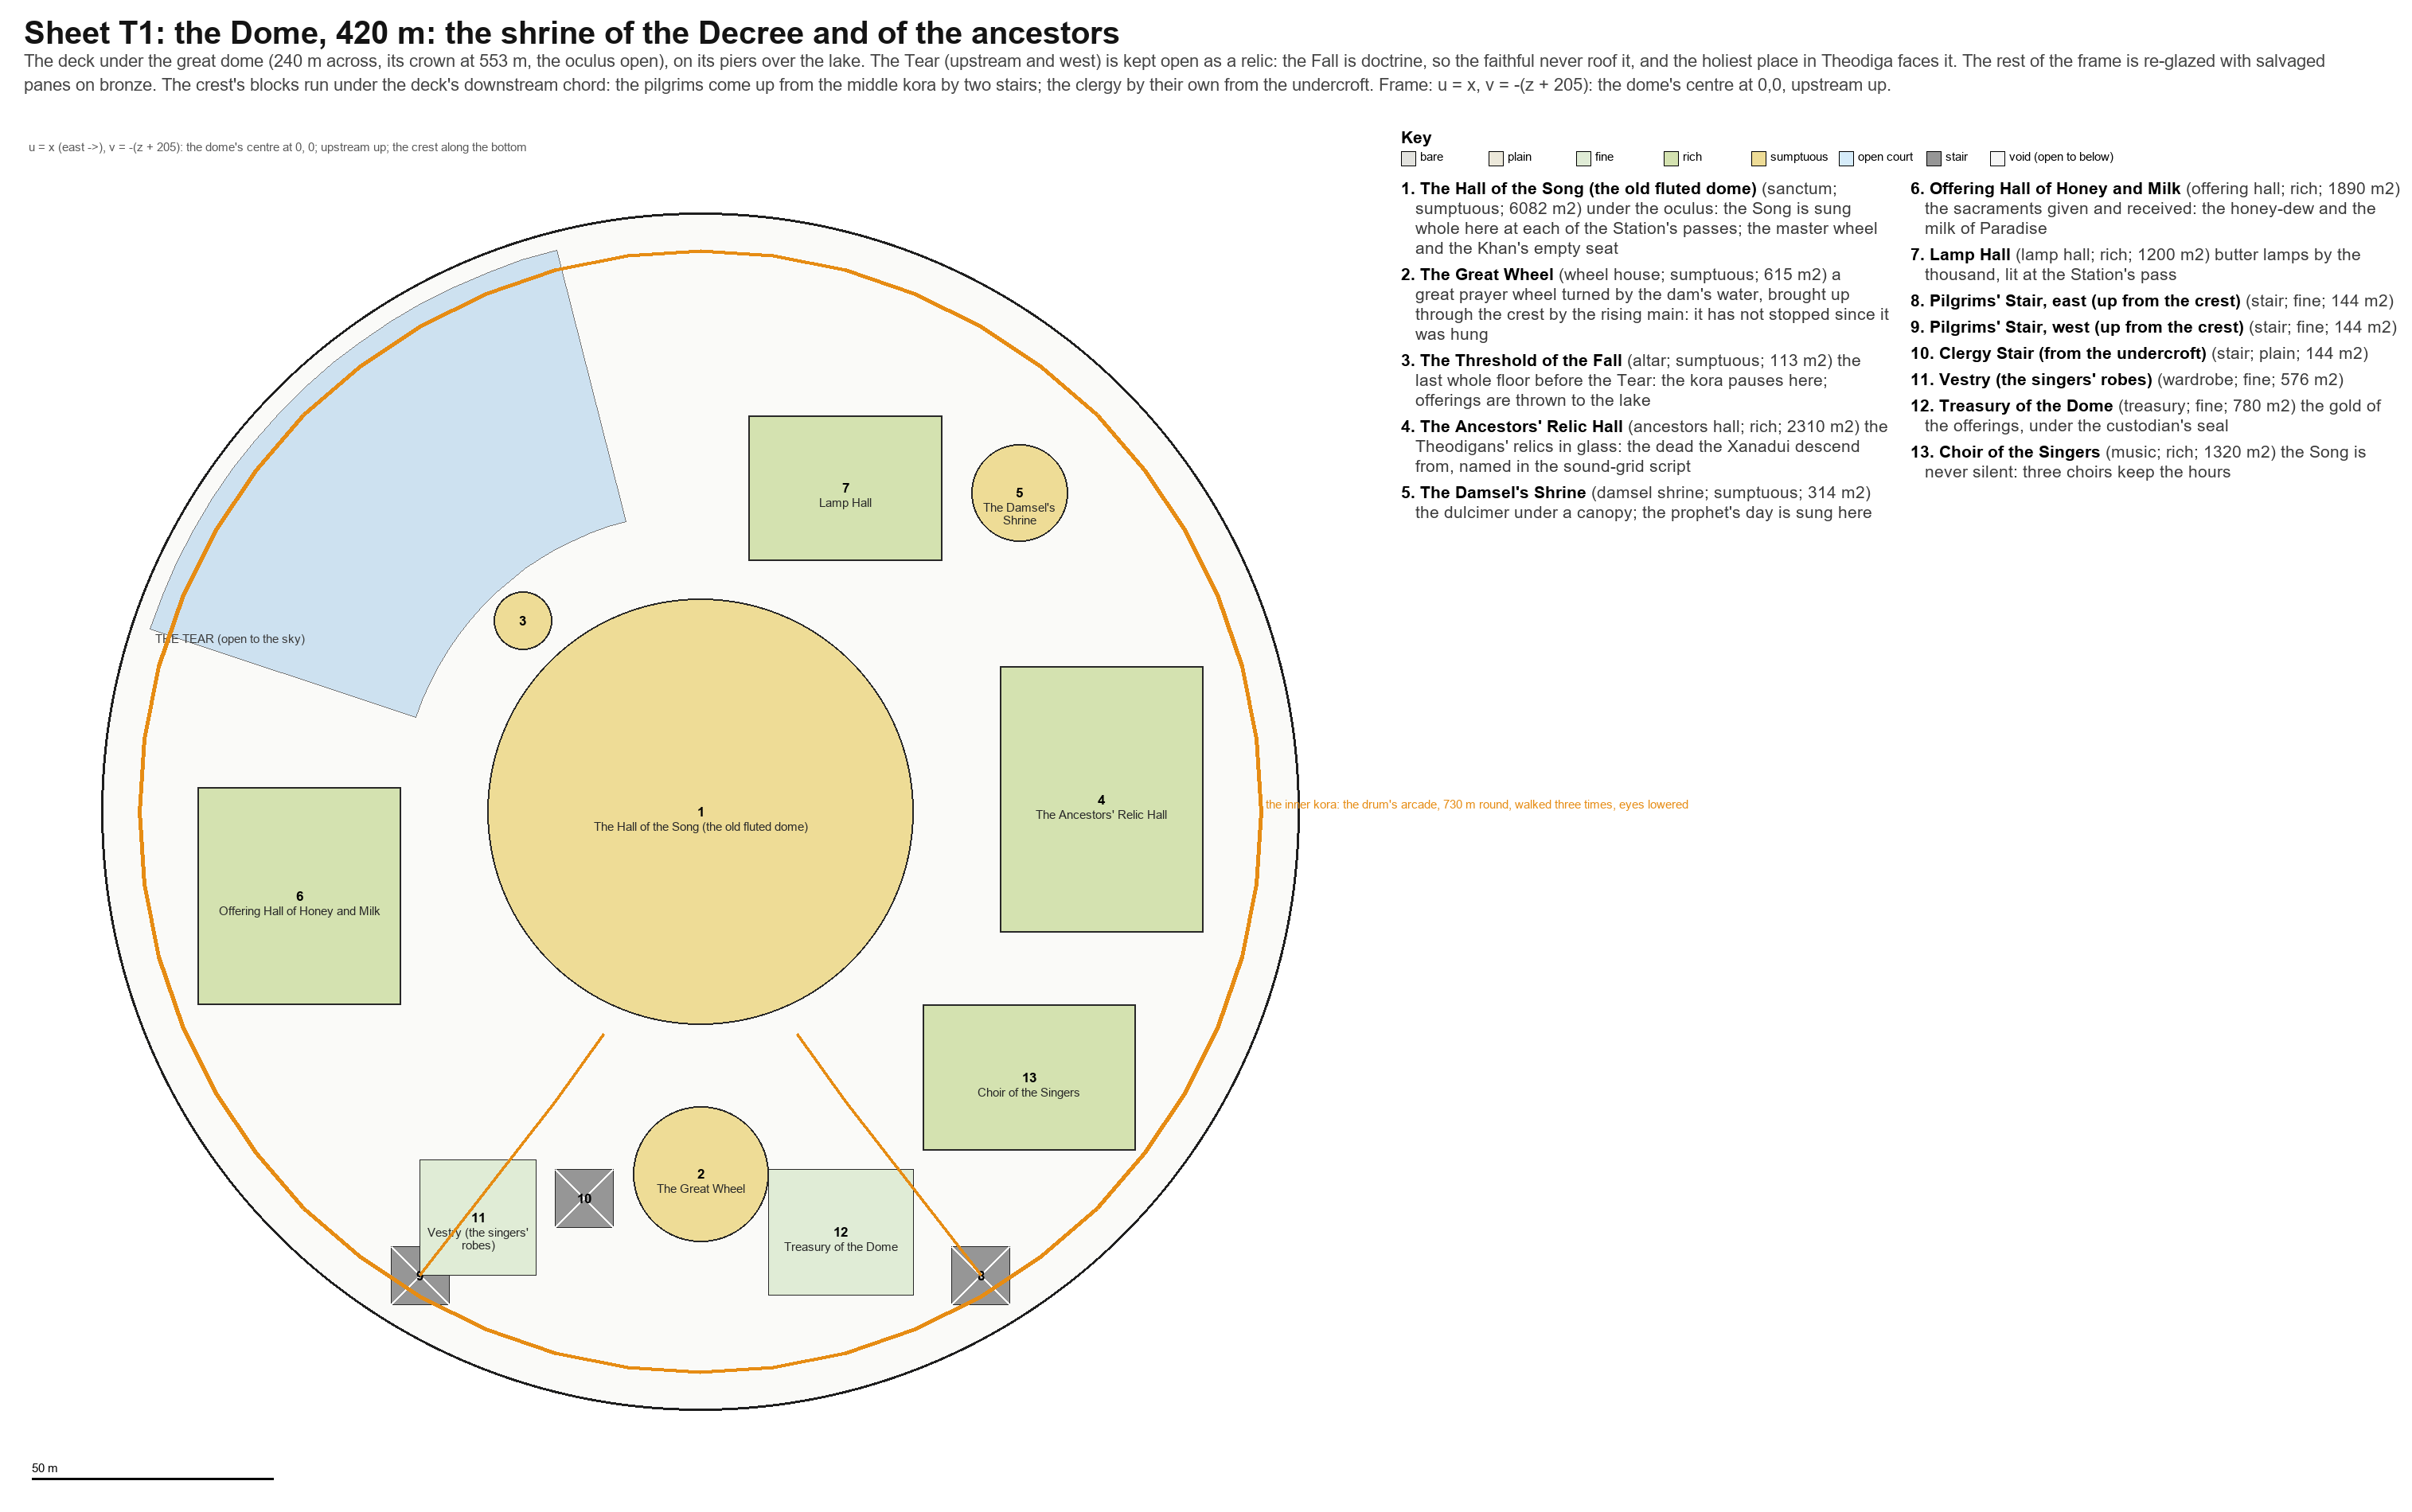 Sheet T1: the Dome, 420 m: the shrine of the Decree and of the ancestors
The deck under the great dome (240 m across, its crown at 553 m, the oculus open), on its piers over the lake. The Tear (upstream and west) is kept open as a relic: the Fall is doctrine, so the faithful never roof it, and the holiest place in Theodiga faces it. The rest of the frame is re-glazed with salvaged
panes on bronze. The crest's blocks run under the deck's downstream chord: the pilgrims come up from the middle kora by two stairs; the clergy by their own from the undercroft. Frame: u = x, v = -(z + 205): the dome's centre at 0,0, upstream up.
u = x (east ->), v = -(z + 205): the dome's centre at 0, 0; upstream up; the crest along the bottom
7
Lamp Hall
5
The Damsel's
Shrine
3
THE TEAR (open to the sky)
1
The Hall of the Song (the old fluted dome)
4
The Ancestors' Relic Hall
the inner kora: the drum's arcade, 730 m round, walked three times, eyes lowered
6
Offering Hall of Honey and Milk
13
Choir of the Singers
2
The Great Wheel
10
11
Vestry (the singers'
robes)
12
Treasury of the Dome
9
8
50 m
Key
bare
plain
fine
rich
sumptuous
open court
stair
void (open to below)
1. The Hall of the Song (the old fluted dome) (sanctum;
sumptuous; 6082 m2) under the oculus: the Song is sung
whole here at each of the Station's passes; the master wheel
and the Khan's empty seat
2. The Great Wheel (wheel house; sumptuous; 615 m2) a
great prayer wheel turned by the dam's water, brought up
through the crest by the rising main: it has not stopped since it
was hung
3. The Threshold of the Fall (altar; sumptuous; 113 m2) the
last whole floor before the Tear: the kora pauses here;
offerings are thrown to the lake
4. The Ancestors' Relic Hall (ancestors hall; rich; 2310 m2) the
Theodigans' relics in glass: the dead the Xanadui descend
from, named in the sound-grid script
5. The Damsel's Shrine (damsel shrine; sumptuous; 314 m2)
the dulcimer under a canopy; the prophet's day is sung here
6. Offering Hall of Honey and Milk (offering hall; rich; 1890 m2)
the sacraments given and received: the honey-dew and the
milk of Paradise
7. Lamp Hall (lamp hall; rich; 1200 m2) butter lamps by the
thousand, lit at the Station's pass
8. Pilgrims' Stair, east (up from the crest) (stair; fine; 144 m2)
9. Pilgrims' Stair, west (up from the crest) (stair; fine; 144 m2)
10. Clergy Stair (from the undercroft) (stair; plain; 144 m2)
11. Vestry (the singers' robes) (wardrobe; fine; 576 m2)
12. Treasury of the Dome (treasury; fine; 780 m2) the gold of
the offerings, under the custodian's seal
13. Choir of the Singers (music; rich; 1320 m2) the Song is
never silent: three choirs keep the hours